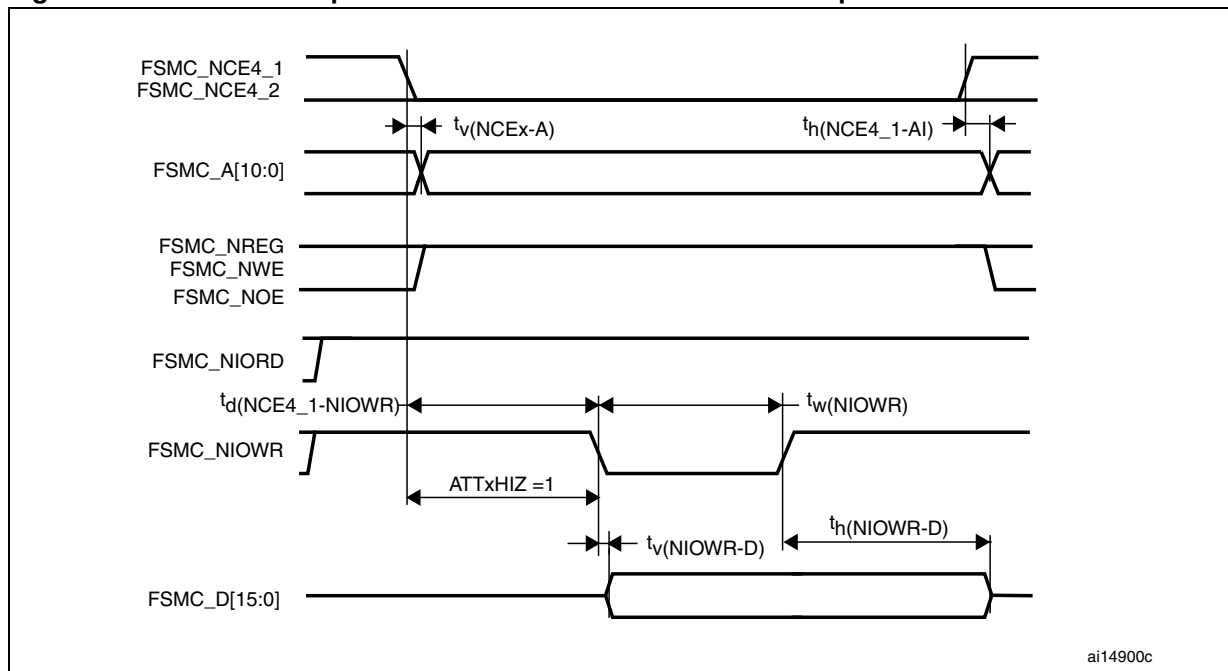 FSMC_NCE4_1
FSMC_NCE4_2
tv(NCEx-A)
th(NCE4_1-AI)
FSMC_A[10:0]
FSMC_NREG
FSMC_NWE
FSMC_NOE
FSMC_NIORD
td(NCE4_1-NIOWR)
tw(NIOWR)
FSMC_NIOWR
ATTxHIZ =1
tv(NIOWR-D)
th(NIOWR-D)
FSMC_D[15:0]
ai14900c